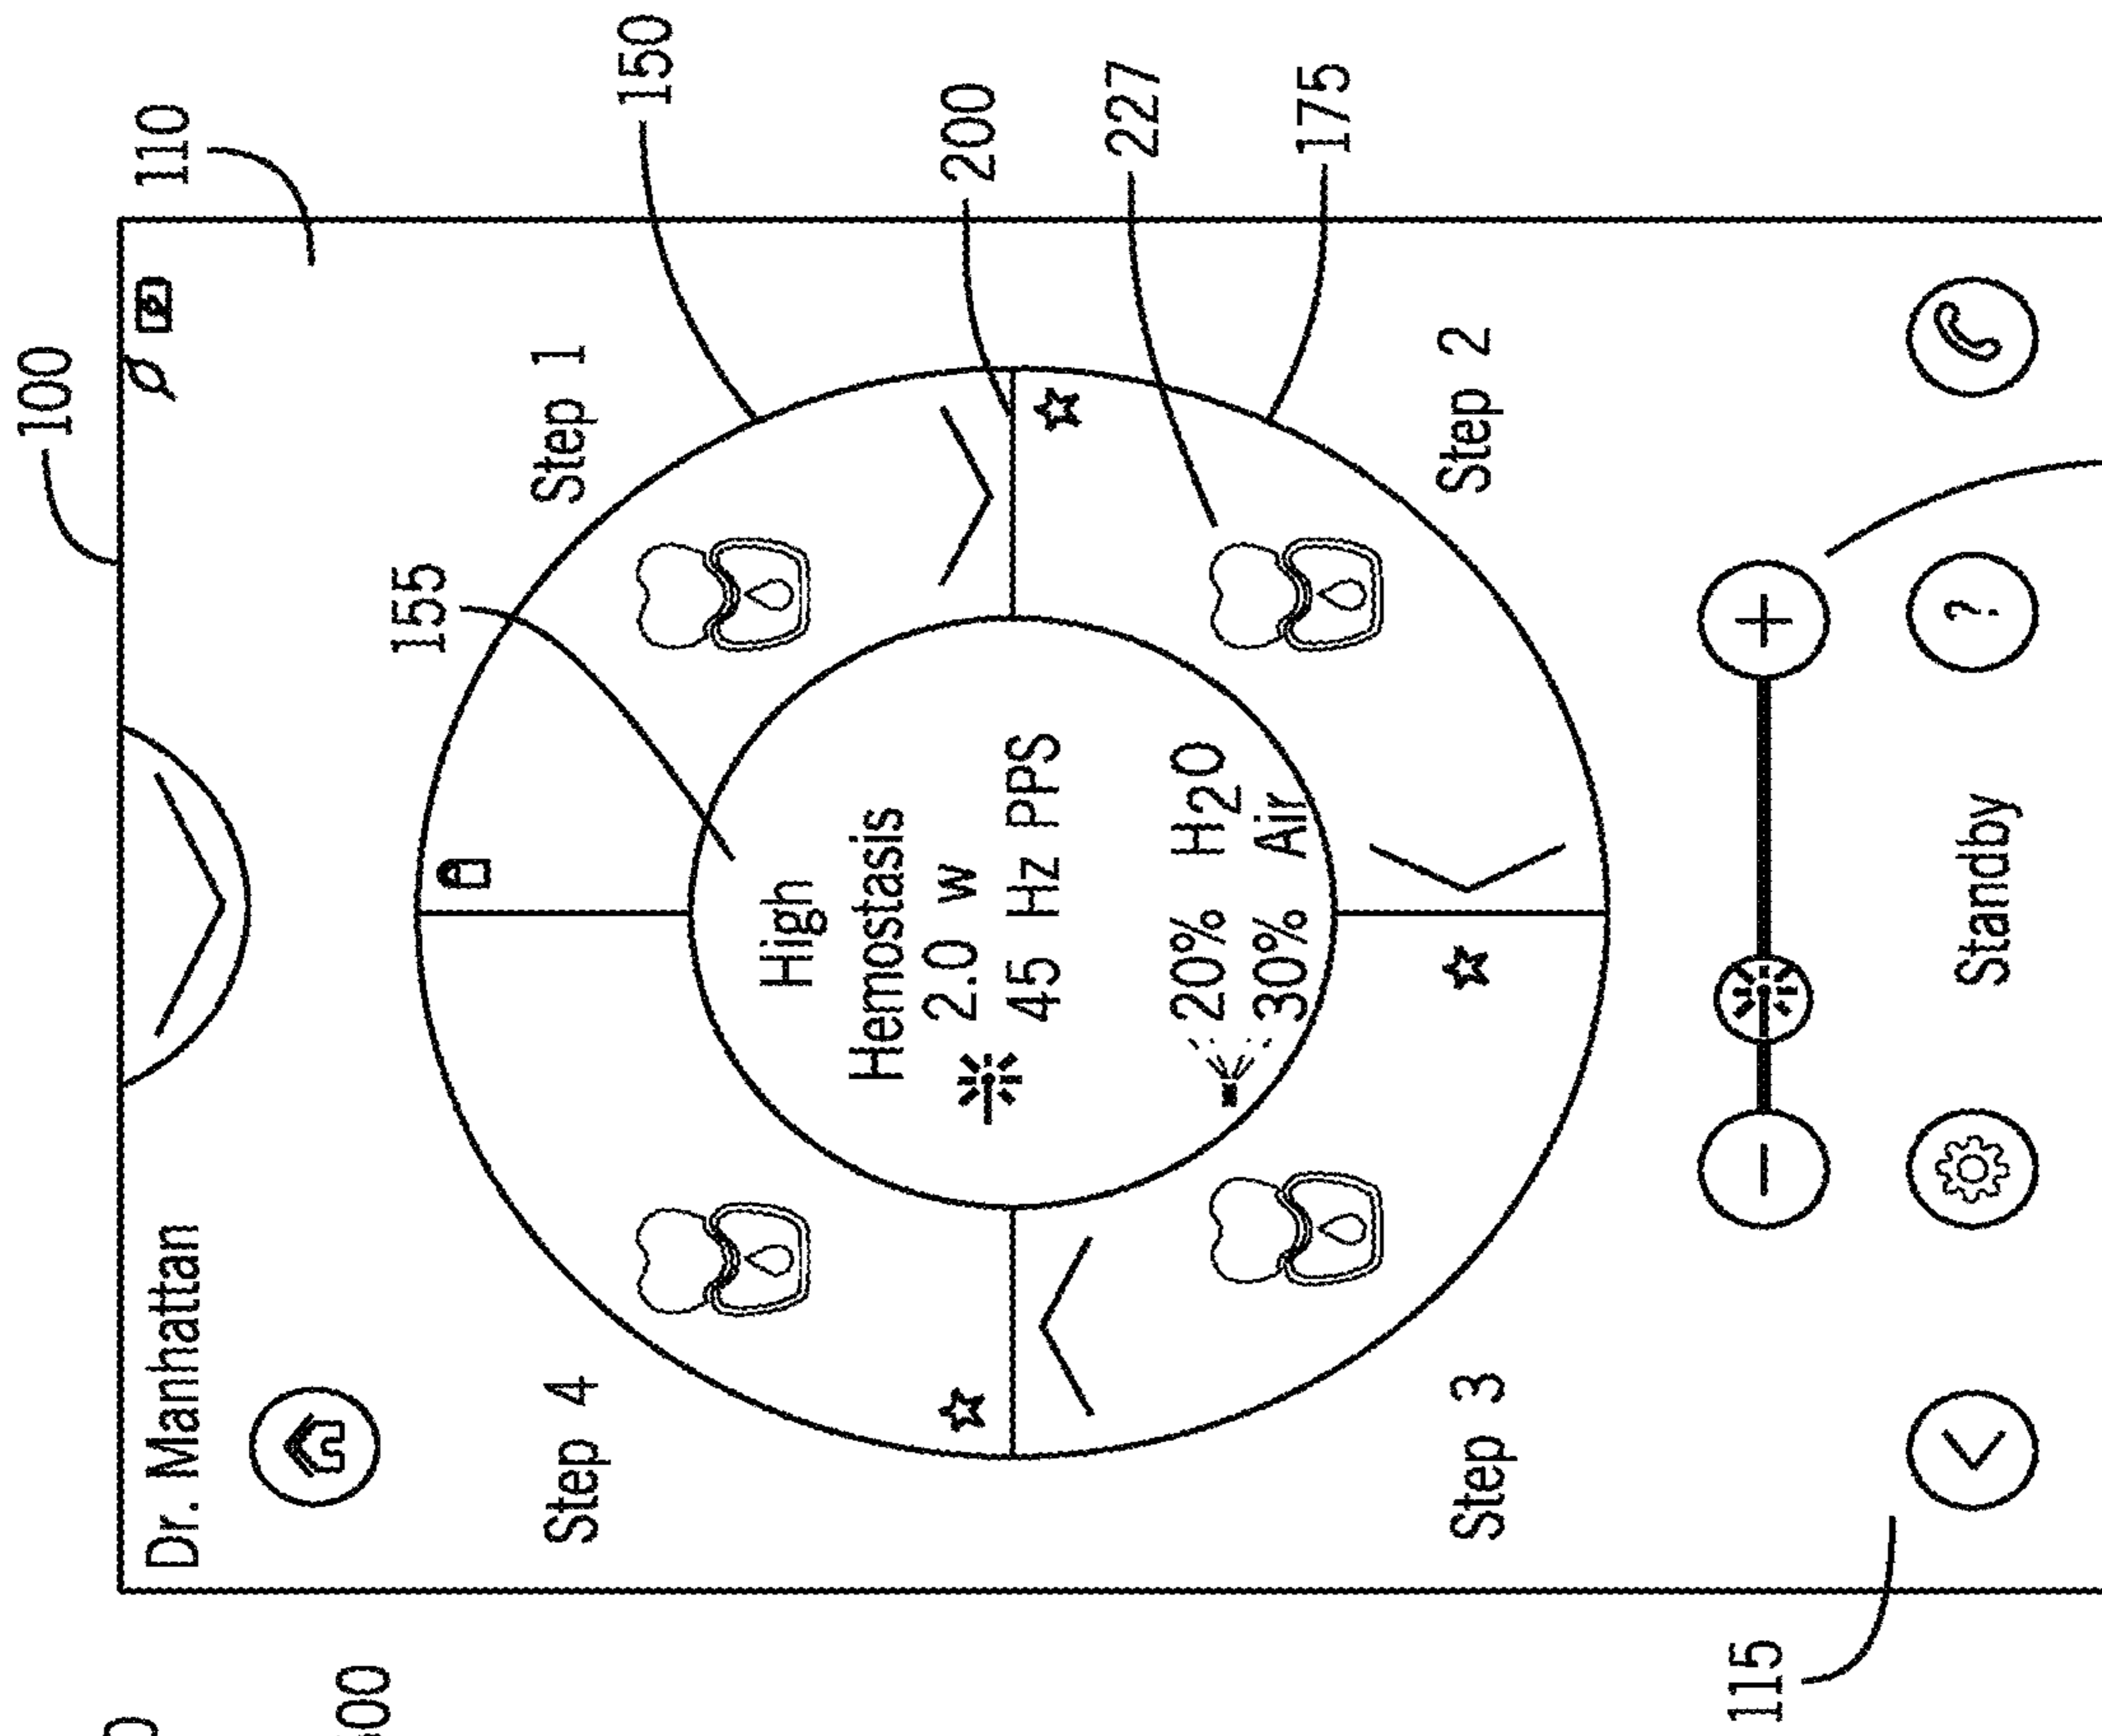 100
110
Dr. Manhattan
155
150
Step 4
Step 1
High
Hemostasis
2.0 w
45 Hz PPS
200
20% H2O
30% Air
227
175
Step 3
Step 2
115
?
Standby